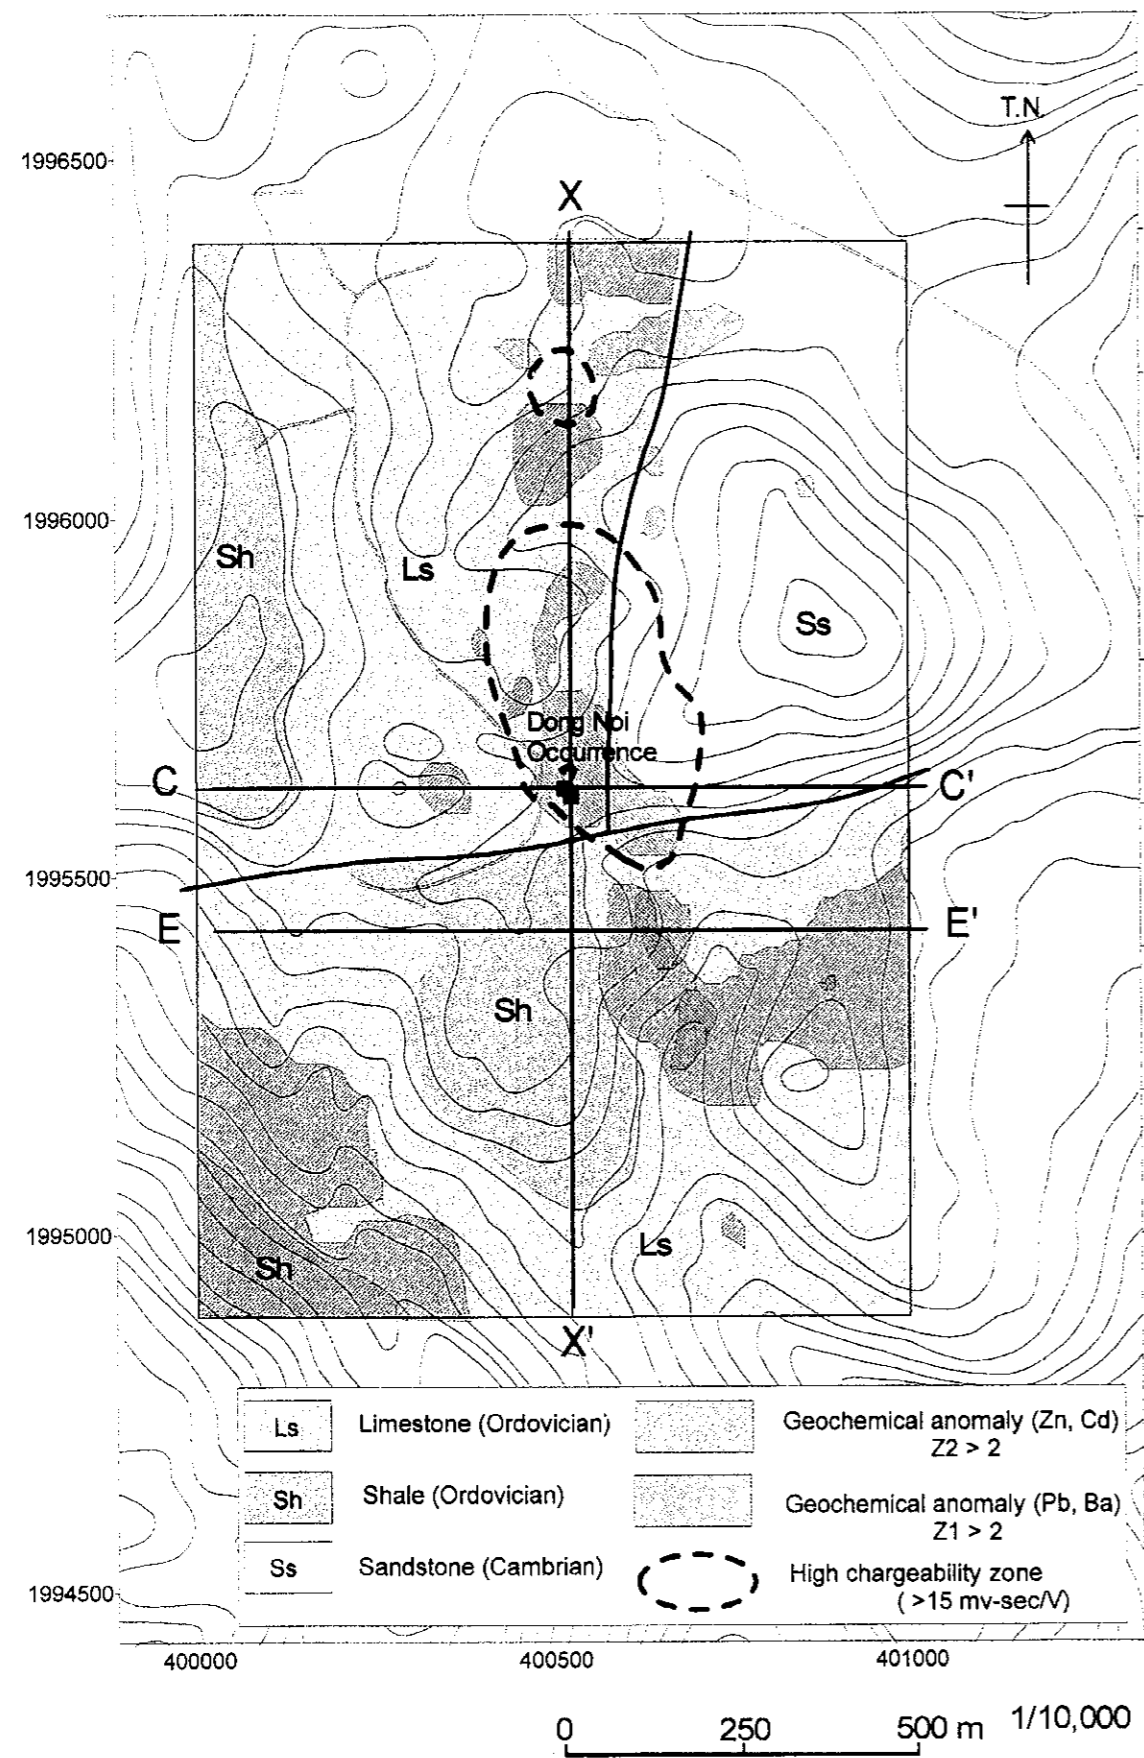 T.N.
1996500
X
1996000
Sh
Ls
Ss
Dong Noi
Occurrence
C
C'
1995500
E
E'
Sh
1995000
Ls
Sh
X'
Ls
Limestone (Ordovician)
Geochemical anomaly (Zn, Cd)
Z2 > 2
Sh
Shale (Ordovician)
Geochemical anomaly (Pb, Ba)
Z1 > 2
Ss
Sandstone (Cambrian)
High chargeability zone
( >15 mv-sec/V)
1994500
400000
400500
401000
0
250
500 m
1/10,000